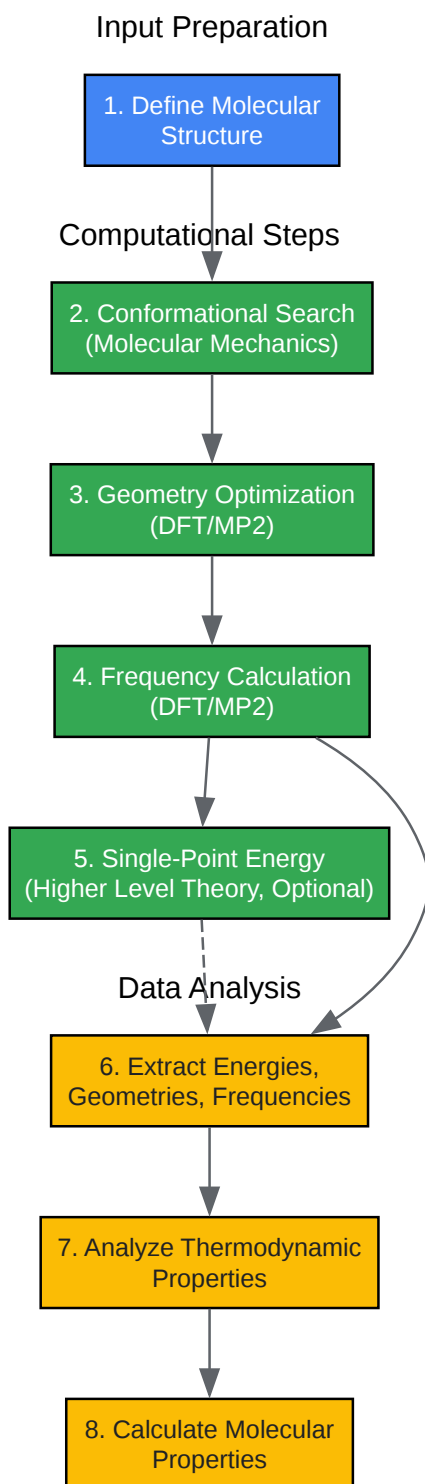 Input Preparation
1. Define Molecular
Structure
Computational Steps
2. Conformational Search
(Molecular Mechanics)
3. Geometry Optimization
(DFT/MP2)
4. Frequency Calculation
(DFT/MP2)
5. Single-Point Energy
(Higher Level Theory, Optional)
Data Analysis
6. Extract Energies,
Geometries, Frequencies
7. Analyze Thermodynamic
Properties
8. Calculate Molecular
Properties